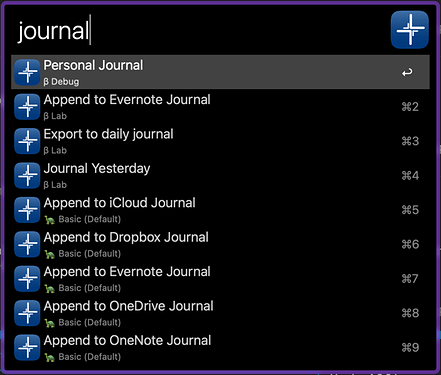 journal
Personal Journal
β Debug
↩
Append to Evernote Journal
β Lab
⌘2
Export to daily journal
β Lab
⌘3
Journal Yesterday
β Lab
⌘4
Append to iCloud Journal
Basic (Default)
⌘5
Append to Dropbox Journal
Basic (Default)
⌘6
Append to Evernote Journal
Basic (Default)
⌘7
Append to OneDrive Journal
Basic (Default)
⌘8
Append to OneNote Journal
Basic (Default)
⌘9